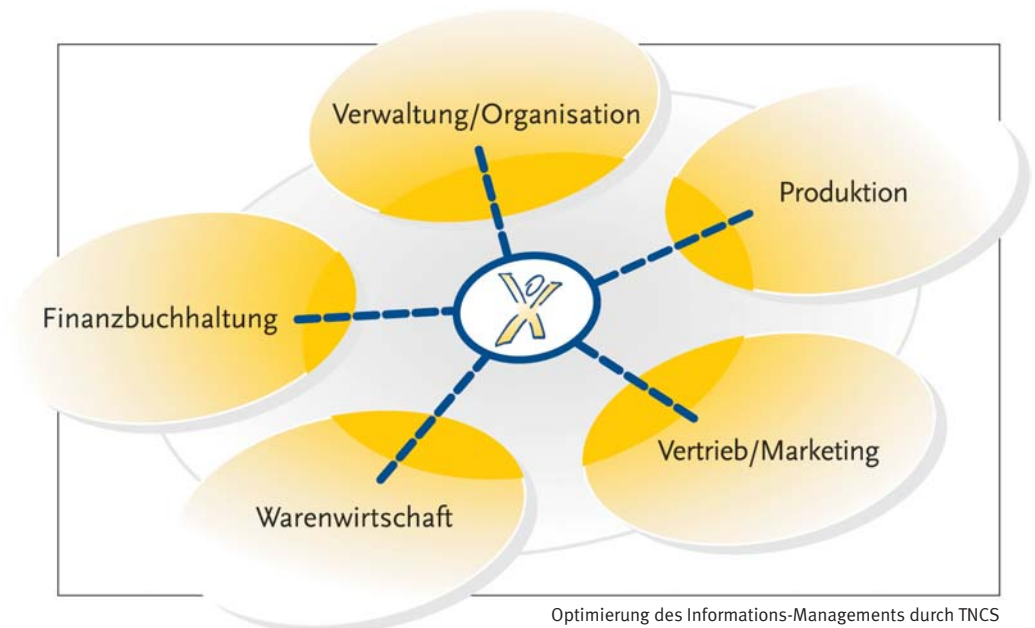 Verwaltung/Organisation
Produktion
Finanzbuchhaltung
Vertrieb/Marketing
Warenwirtschaft
Optimierung des Informations-Managements durch TNCS